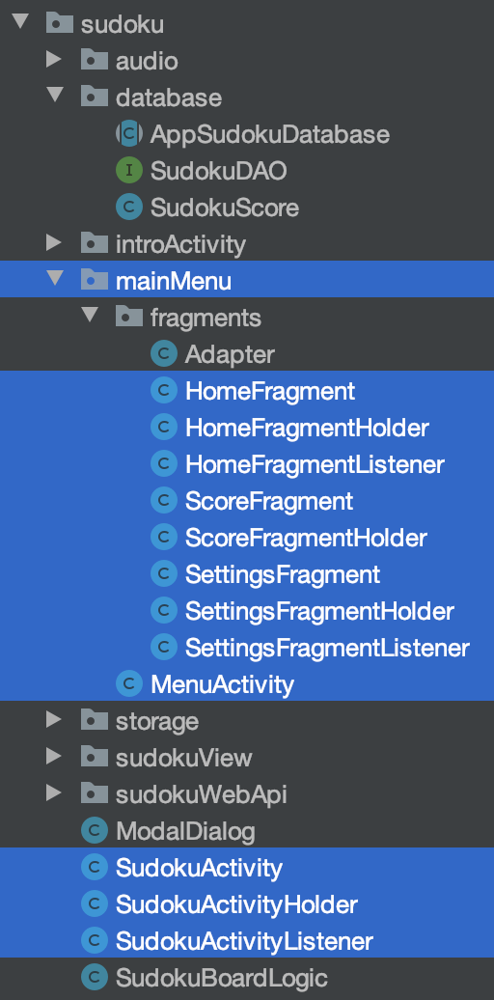 sudoku
audio
database
AppSudokuDatabase
SudokuDAO
SudokuScore
introActivity
mainMenu
fragments
Adapter
HomeFragment
HomeFragmentHolder
HomeFragmentListener
ScoreFragment
ScoreFragmentHolder
SettingsFragment
SettingsFragmentHolder
SettingsFragmentListener
MenuActivity
storage
sudokuView
sudokuWebApi
ModalDialog
SudokuActivity
SudokuActivityHolder
SudokuActivityListener
SudokuBoardLogic